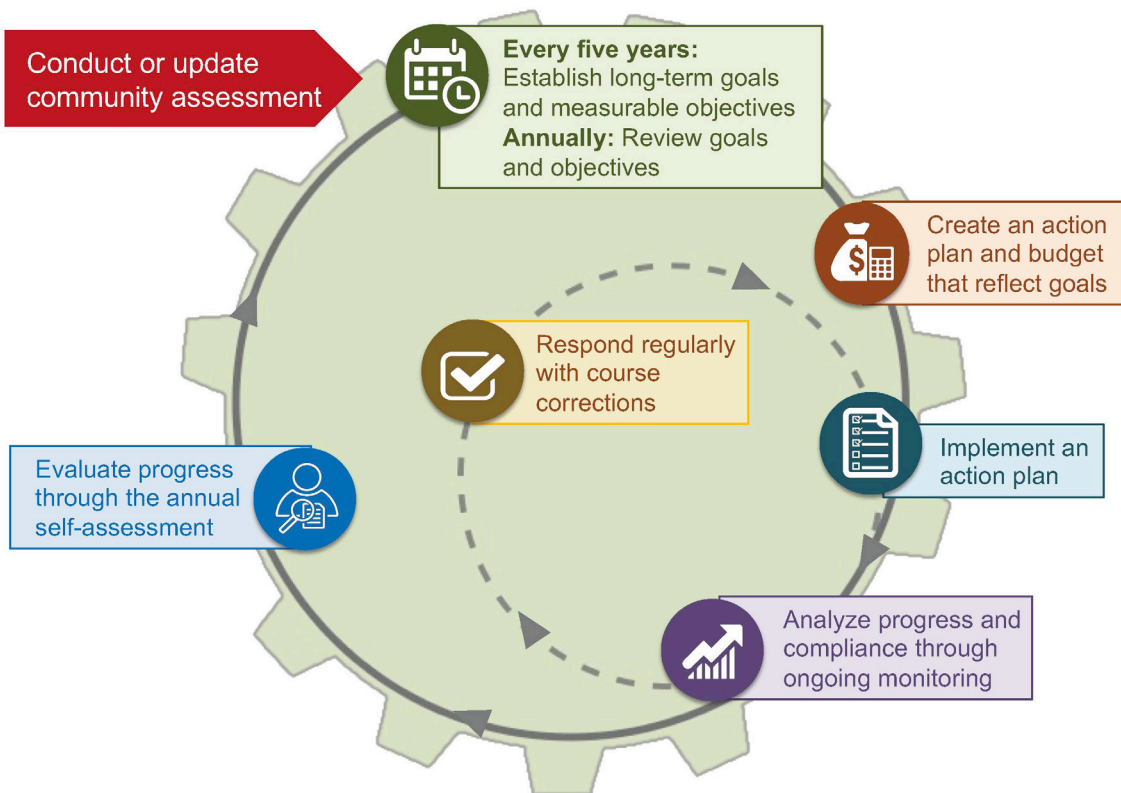 Conduct or update
community assessment
Every five years:
Establish long-term goals
and measurable objectives
Annually: Review goals
and objectives
Create an action
plan and budget
that reflect goals
Implement an
action plan
Analyze progress and
compliance through
ongoing monitoring
Respond regularly
with course
corrections
Evaluate progress
through the annual
self-assessment
$